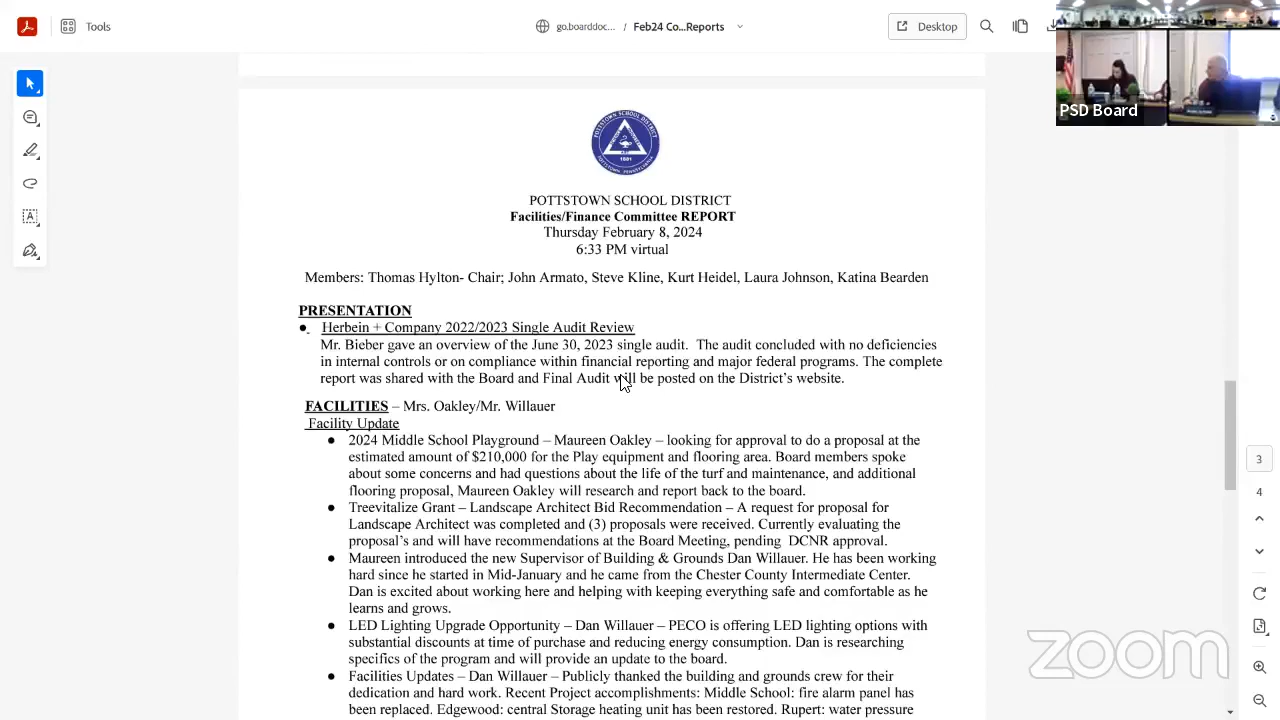 Tools
go.boarddoc...
/
Feb24 Co...Reports
Desktop
PSD Board
POTTSTOWN SCHOOL DISTRICT
POTTSTOWN, PENNSYLVANIA
POTTSTOWN SCHOOL DISTRICT
Facilities/Finance Committee REPORT
Thursday February 8, 2024
6:33 PM virtual
Members: Thomas Hylton- Chair; John Armato, Steve Kline, Kurt Heidel, Laura Johnson, Katina Bearden
PRESENTATION
● Herbein + Company 2022/2023 Single Audit Review
Mr. Bieber gave an overview of the June 30, 2023 single audit.  The audit concluded with no deficiencies
in internal controls or on compliance within financial reporting and major federal programs. The complete
report was shared with the Board and Final Audit will be posted on the District's website.
FACILITIES – Mrs. Oakley/Mr. Willauer
Facility Update
● 2024 Middle School Playground – Maureen Oakley – looking for approval to do a proposal at the
estimated amount of $210,000 for the Play equipment and flooring area. Board members spoke
about some concerns and had questions about the life of the turf and maintenance, and additional
flooring proposal, Maureen Oakley will research and report back to the board.
● Treevitalize Grant – Landscape Architect Bid Recommendation – A request for proposal for
Landscape Architect was completed and (3) proposals were received. Currently evaluating the
proposal's and will have recommendations at the Board Meeting, pending  DCNR approval.
● Maureen introduced the new Supervisor of Building & Grounds Dan Willauer. He has been working
hard since he started in Mid-January and he came from the Chester County Intermediate Center.
Dan is excited about working here and helping with keeping everything safe and comfortable as he
learns and grows.
● LED Lighting Upgrade Opportunity – Dan Willauer – PECO is offering LED lighting options with
substantial discounts at time of purchase and reducing energy consumption. Dan is researching
specifics of the program and will provide an update to the board.
● Facilities Updates – Dan Willauer – Publicly thanked the building and grounds crew for their
dedication and hard work. Recent Project accomplishments: Middle School: fire alarm panel has
been replaced. Edgewood: central Storage heating unit has been restored. Rupert: water pressure
3
4
zoom